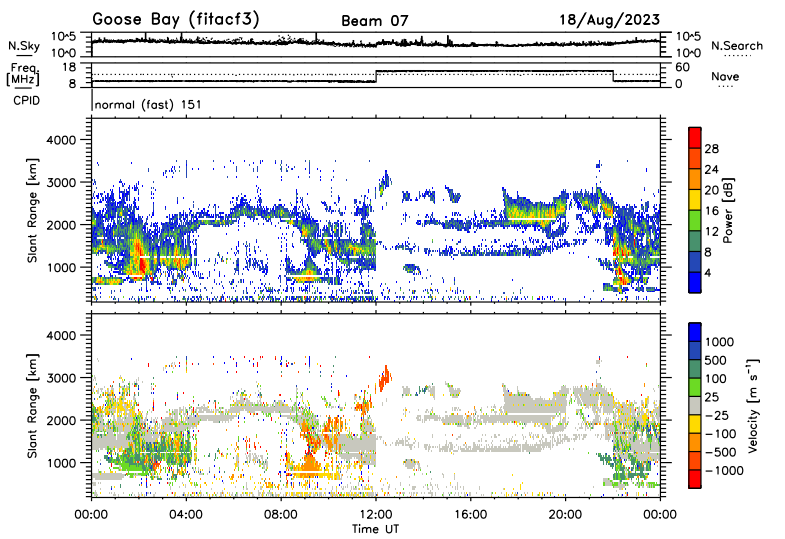 Goose Bay (fitacf3) Beam 07 18/Aug/2023
N.Sky 10^5 10^0 10^5 10^0 N.Search
Freq. [MHz] 18 8 60 0 Nave
CPID normal (fast) 151
Slant Range [km] 4000 3000 2000 1000
Power [dB] 28 24 20 16 12 8 4
Slant Range [km] 4000 3000 2000 1000
Velocity [m s⁻¹] 1000 500 100 25 −25 −100 −500 −1000
00:00 04:00 08:00 12:00 16:00 20:00 00:00
Time UT